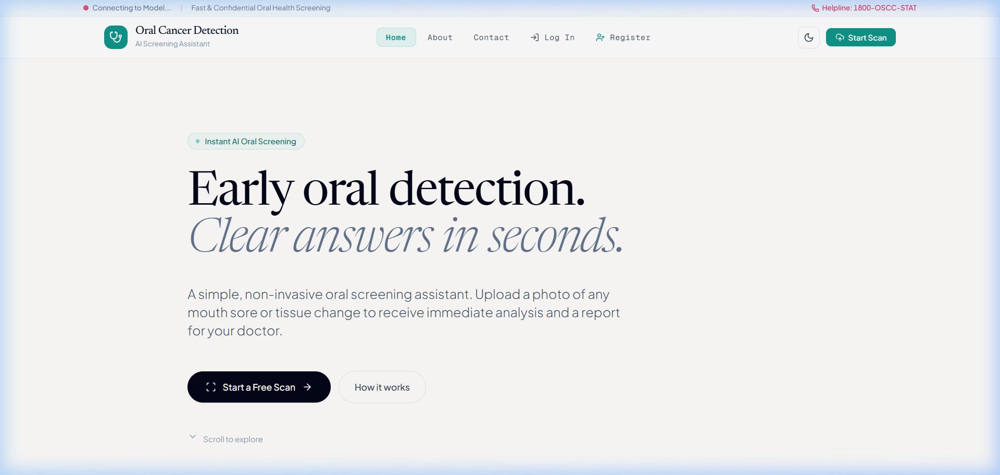 Connecting to Model... | Fast & Confidential Oral Health Screening
Helpline: 1800-OSCC-STAT
Oral Cancer Detection
AI Screening Assistant
Home
About
Contact
Log In
Register
Start Scan
Instant AI Oral Screening
Early oral detection.
Clear answers in seconds.
A simple, non-invasive oral screening assistant. Upload a photo of any
mouth sore or tissue change to receive immediate analysis and a report
for your doctor.
Start a Free Scan
How it works
Scroll to explore